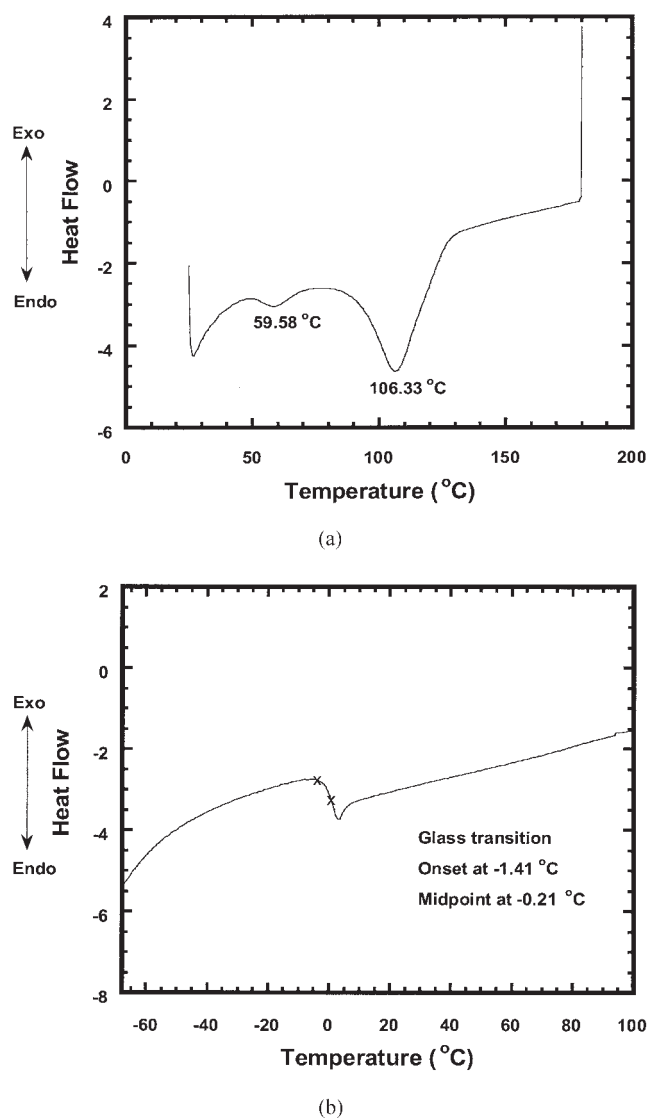 4
2
Exo
0
Heat Flow
-2
Endo
59.58 °C
-4
106.33 °C
-6
0 50 100 150 200
Temperature (°C)
(a)
2
0
Exo
-2
Heat Flow
-4
Glass transition
Endo
Onset at -1.41 °C
-6
Midpoint at -0.21 °C
-8
-60 -40 -20 0 20 40 60 80 100
Temperature (°C)
(b)